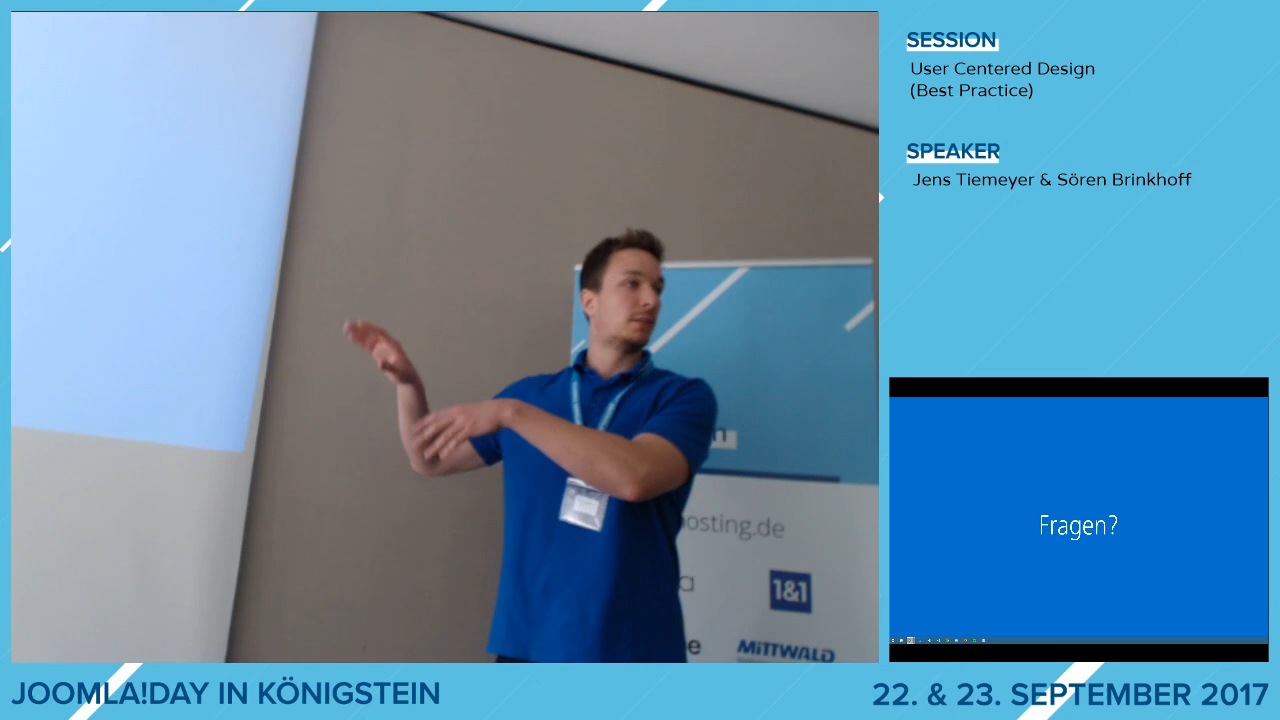 SESSION
User Centered Design
(Best Practice)
SPEAKER
Jens Tiemeyer & Sören Brinkhoff
n
osting.de
a
1&1
e
MITTWALD
Fragen?
JOOMLA!DAY IN KÖNIGSTEIN
22. & 23. SEPTEMBER 2017